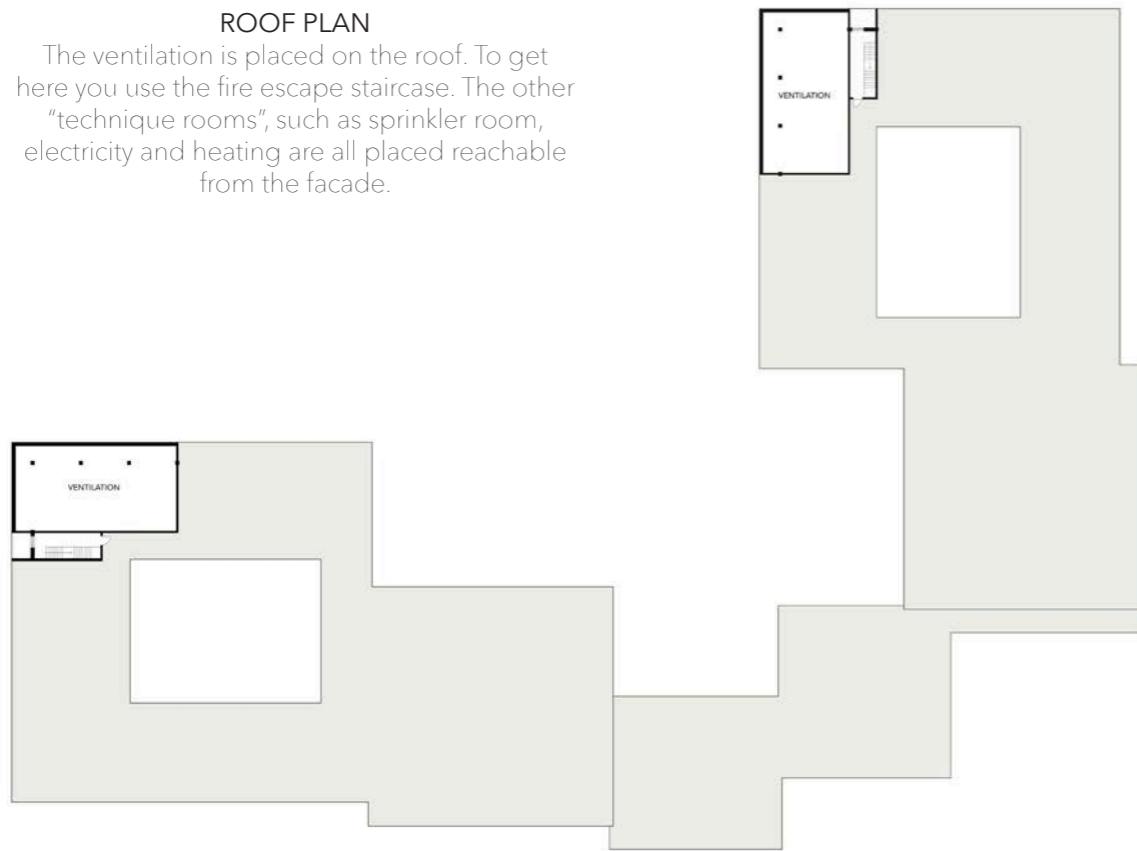 ROOF PLAN
The ventilation is placed on the roof. To get
here you use the fire escape staircase. The other
“technique rooms”, such as sprinkler room,
electricity and heating are all placed reachable
from the facade.
VENTILATION
VENTILATION